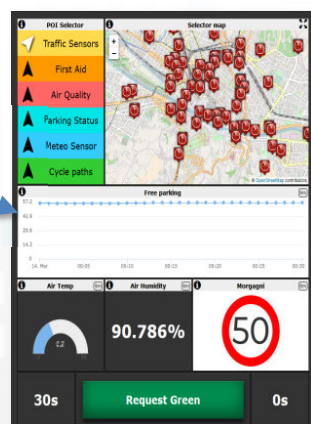 POI Selector
Selector map
Traffic Sensors
First Aid
Air Quality
Parking Status
Meteo Sensor
Cycle paths
+
-
© OpenStreetMap contributors
Free parking
57.2
42.9
28.6
14.3
0
14. Mar 00:05 00:10 00:15 00:20 00:25 00:30
Air Temp
Air Humidity
Morgagni
90.786%
50
30s
Request Green
0s